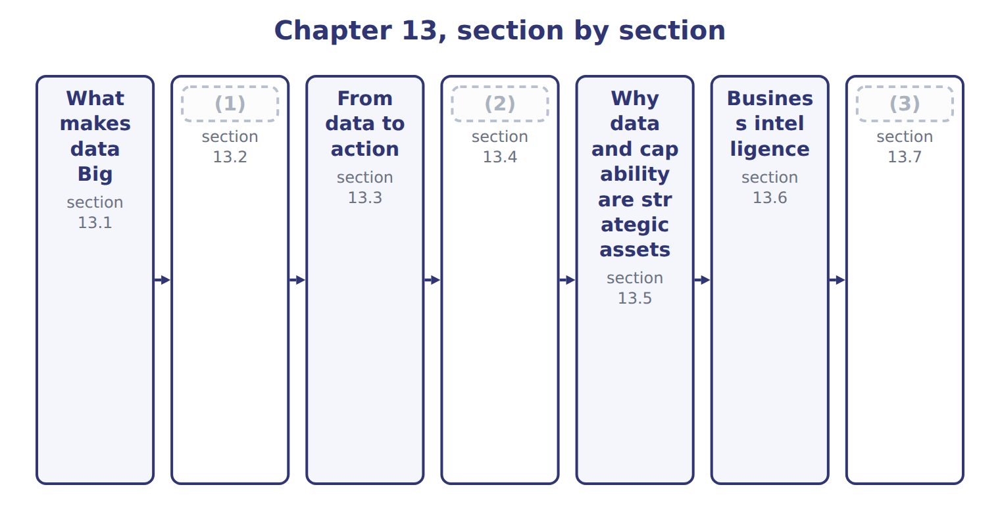 Chapter 13, section by section
What
makes
data
Big
section
13.1
(1)
section
13.2
From
data to
action
section
13.3
(2)
section
13.4
Why
data
and cap
ability
are str
ategic
assets
section
13.5
Busines
s intel
ligence
section
13.6
(3)
section
13.7